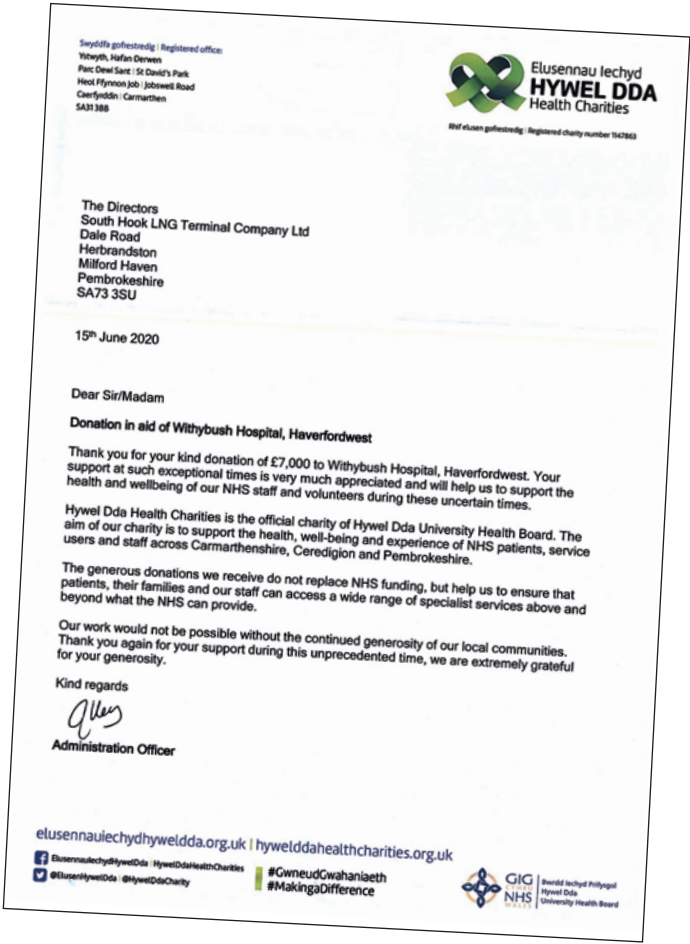 Swyddfa gofrestredig | Registered office:
Ystwyth, Hafan Derwen
Parc Dewi Sant | St David's Park
Heol Ffynnon Job | Jobswell Road
Caerfyrddin | Carmarthen
SA31 3BB
Elusennau Iechyd
HYWEL DDA
Health Charities
Rhif elusen gofrestredig | Registered charity number 1147863
The Directors
South Hook LNG Terminal Company Ltd
Dale Road
Herbrandston
Milford Haven
Pembrokeshire
SA73 3SU
15th June 2020
Dear Sir/Madam
Donation in aid of Withybush Hospital, Haverfordwest
Thank you for your kind donation of £7,000 to Withybush Hospital, Haverfordwest. Your
support at such exceptional times is very much appreciated and will help us to support the
health and wellbeing of our NHS staff and volunteers during these uncertain times.
Hywel Dda Health Charities is the official charity of Hywel Dda University Health Board. The
aim of our charity is to support the health, well-being and experience of NHS patients, service
users and staff across Carmarthenshire, Ceredigion and Pembrokeshire.
The generous donations we receive do not replace NHS funding, but help us to ensure that
patients, their families and our staff can access a wide range of specialist services above and
beyond what the NHS can provide.
Our work would not be possible without the continued generosity of our local communities.
Thank you again for your support during this unprecedented time, we are extremely grateful
for your generosity.
Kind regards
Administration Officer
elusennauiechydhyweldda.org.uk | hywelddahealthcharities.org.uk
ElusennauIechydHywelDda | HywelDdaHealthCharities
@ElusenHywelDda | @HywelDdaCharity
#GwneudGwahaniaeth
#MakingaDifference
GIG
CYMRU
NHS
WALES
Bwrdd Iechyd Prifysgol
Hywel Dda
University Health Board